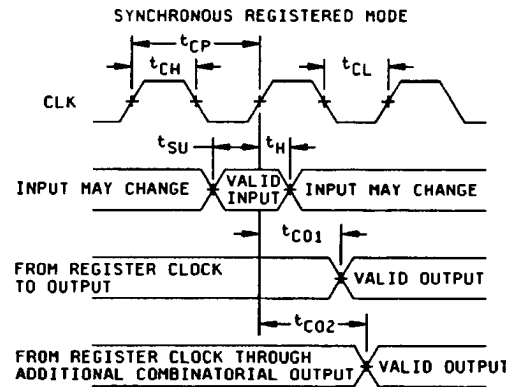 SYNCHRONOUS REGISTERED MODE
tCP
tCH
tCL
CLK
tSU
tH
INPUT MAY CHANGE
VALID
INPUT
INPUT MAY CHANGE
tCO1
FROM REGISTER CLOCK
TO OUTPUT
VALID OUTPUT
tCO2
FROM REGISTER CLOCK THROUGH
ADDITIONAL COMBINATORIAL OUTPUT
VALID OUTPUT